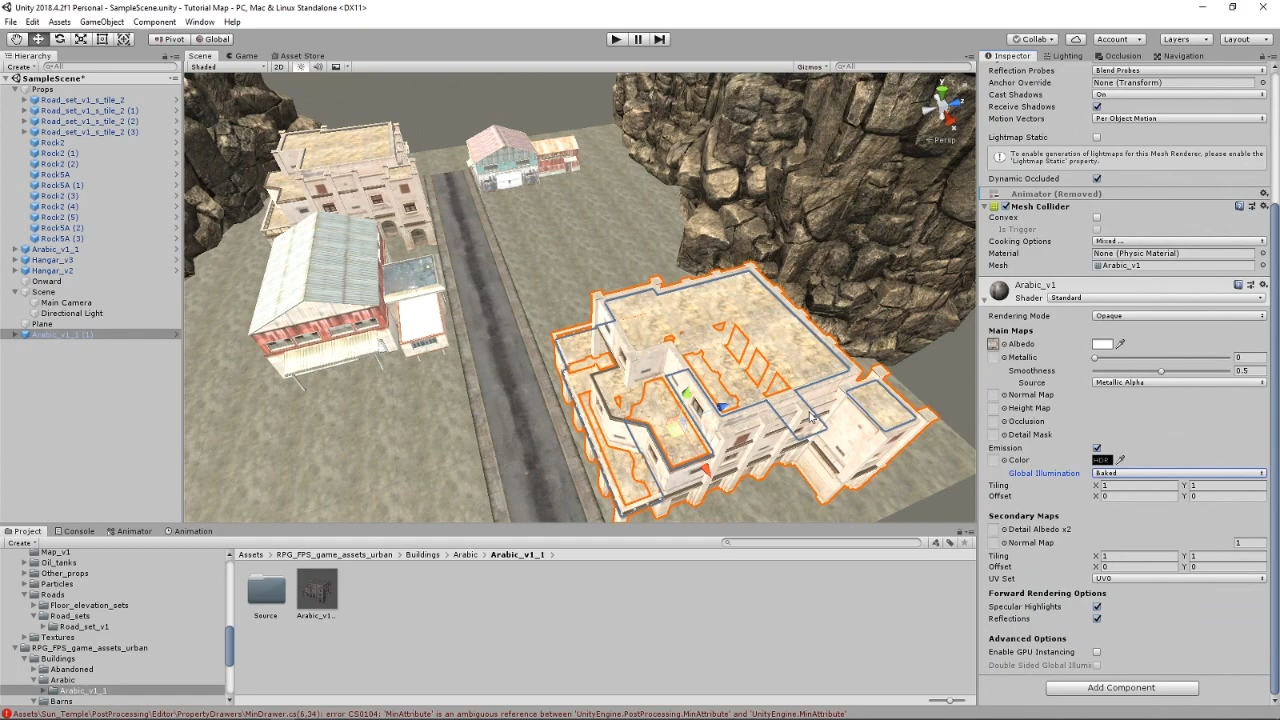 Unity 2018.4.2f1 Personal - SampleScene.unity - Tutorial Map - PC, Mac & Linux Standalone <DX11>
File Edit Assets GameObject Component Window Help
Pivot Global Collab Account Layers Layout
Hierarchy Scene Game Asset Store Inspector Lighting Occlusion Navigation
Create All Shaded 2D Gizmos All
SampleScene*
Props
Road_set_v1_s_tile_2
Road_set_v1_s_tile_2 (1)
Road_set_v1_s_tile_2 (2)
Road_set_v1_s_tile_2 (3)
Rock2
Rock2 (1)
Rock2 (2)
Rock5A
Rock5A (1)
Rock2 (3)
Rock2 (4)
Rock2 (5)
Rock5A (2)
Rock5A (3)
Arabic_v1_1
Hangar_v3
Hangar_v2
Onward
Scene
Main Camera
Directional Light
Plane
Arabic_v1_1 (1)
Y
Z
X
Persp
Reflection Probes Blend Probes
Anchor Override None (Transform)
Cast Shadows On
Receive Shadows
Motion Vectors Per Object Motion
Lightmap Static
To enable generation of lightmaps for this Mesh Renderer, please enable the
'Lightmap Static' property.
Dynamic Occluded
Animator (Removed)
Mesh Collider
Convex
Is Trigger
Cooking Options Mixed ...
Material None (Physic Material)
Mesh Arabic_v1
Arabic_v1
Shader Standard
Rendering Mode Opaque
Main Maps
Albedo
Metallic 0
Smoothness 0.5
Source Metallic Alpha
Normal Map
Height Map
Occlusion
Detail Mask
Emission
Color HDR
Global Illumination Baked
Tiling X 1 Y 1
Offset X 0 Y 0
Secondary Maps
Detail Albedo x2
Normal Map 1
Tiling X 1 Y 1
Offset X 0 Y 0
UV Set UV0
Forward Rendering Options
Specular Highlights
Reflections
Advanced Options
Enable GPU Instancing
Double Sided Global Illumi
Add Component
Project Console Animator Animation
Create
Map_v1
Oil_tanks
Other_props
Particles
Roads
Floor_elevation_sets
Road_sets
Road_set_v1
Textures
RPG_FPS_game_assets_urban
Buildings
Abandoned
Arabic
Arabic_v1_1
Barns
Assets > RPG_FPS_game_assets_urban > Buildings > Arabic > Arabic_v1_1 >
Source Arabic_v1..
Assets/Sun_Temple/PostProcessing/Editor/PropertyDrawers/MinDrawer.cs(6,34): error CS0104: 'MinAttribute' is an ambiguous reference between 'UnityEngine.PostProcessing.MinAttribute' and 'UnityEngine.MinAttribute'